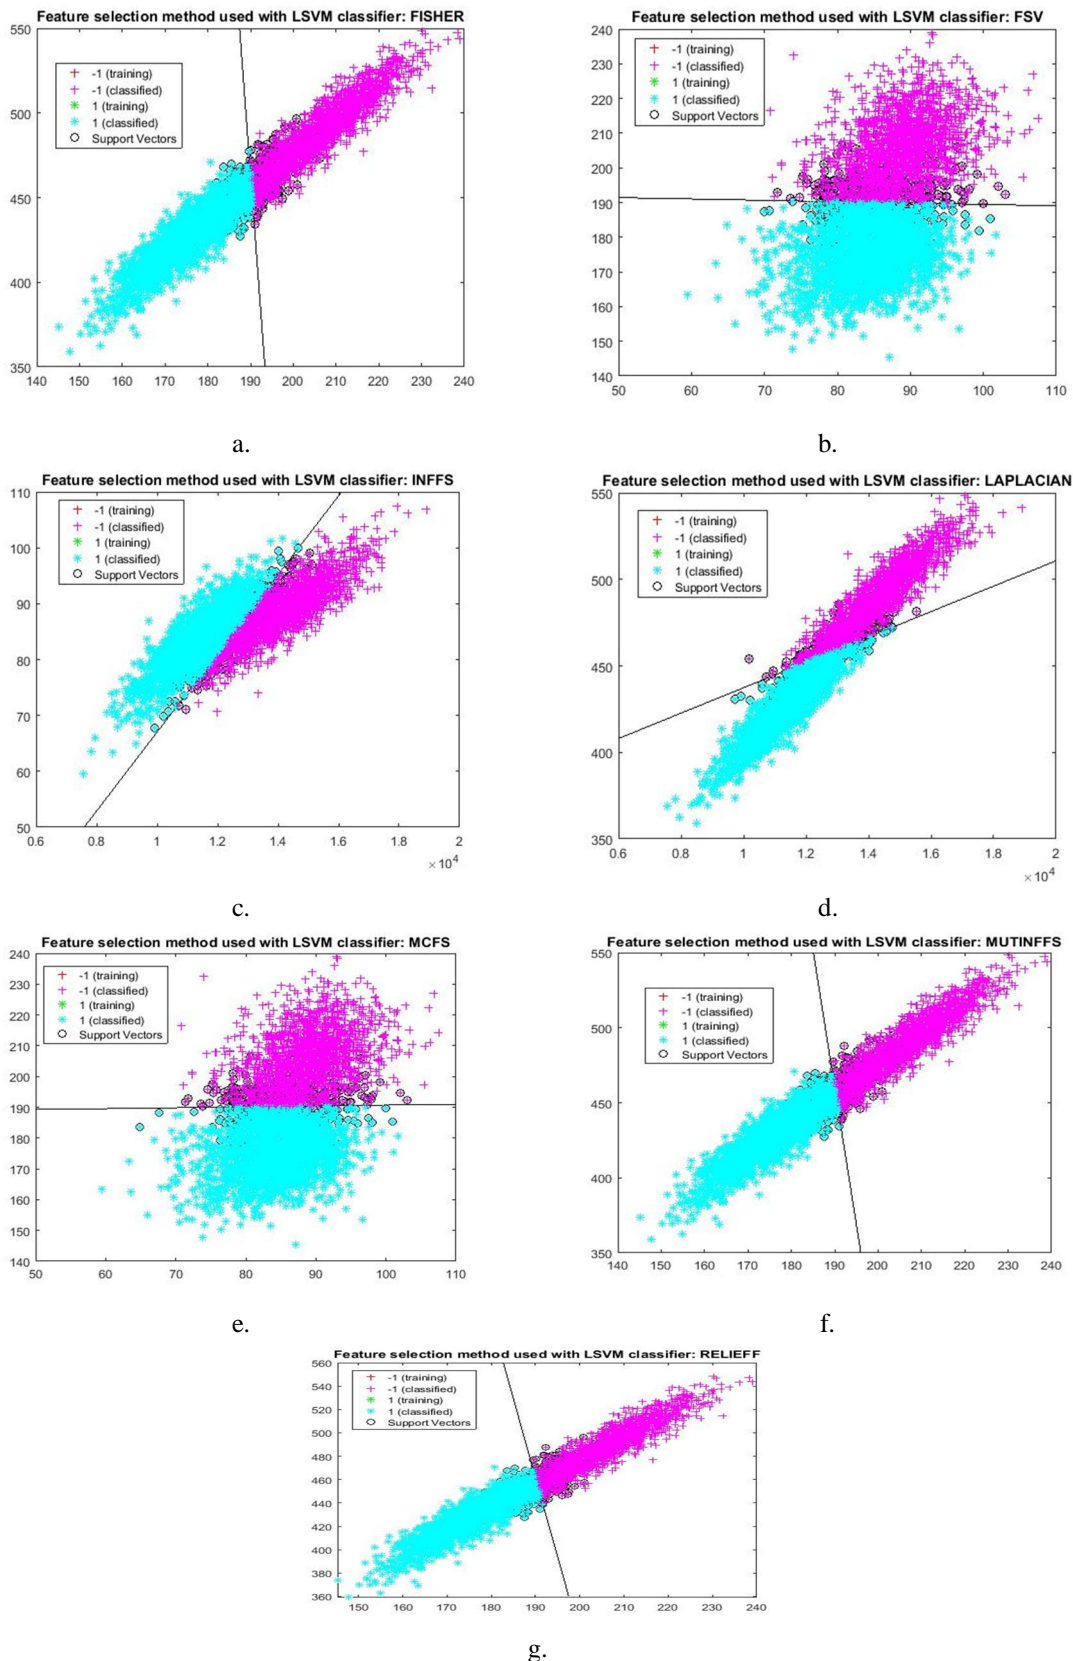 Feature selection method used with LSVM classifier: FISHER
550
500
450
400
350
-1 (training)
-1 (classified)
1 (training)
1 (classified)
Support Vectors
140 150 160 170 180 190 200 210 220 230 240
a.
Feature selection method used with LSVM classifier: FSV
240
230
220
210
200
190
180
170
160
150
140
-1 (training)
-1 (classified)
1 (training)
1 (classified)
Support Vectors
50 60 70 80 90 100 110
b.
Feature selection method used with LSVM classifier: INFFS
110
100
90
80
70
60
50
-1 (training)
-1 (classified)
1 (training)
1 (classified)
Support Vectors
0.6 0.8 1 1.2 1.4 1.6 1.8 2
×10⁴
c.
Feature selection method used with LSVM classifier: LAPLACIAN
550
500
450
400
350
-1 (training)
-1 (classified)
1 (training)
1 (classified)
Support Vectors
0.6 0.8 1 1.2 1.4 1.6 1.8 2
×10⁴
d.
Feature selection method used with LSVM classifier: MCFS
240
230
220
210
200
190
180
170
160
150
140
-1 (training)
-1 (classified)
1 (training)
1 (classified)
Support Vectors
50 60 70 80 90 100 110
e.
Feature selection method used with LSVM classifier: MUTINFFS
550
500
450
400
350
-1 (training)
-1 (classified)
1 (training)
1 (classified)
Support Vectors
140 150 160 170 180 190 200 210 220 230 240
f.
Feature selection method used with LSVM classifier: RELIEFF
560
540
520
500
480
460
440
420
400
380
360
-1 (training)
-1 (classified)
1 (training)
1 (classified)
Support Vectors
150 160 170 180 190 200 210 220 230 240
g.